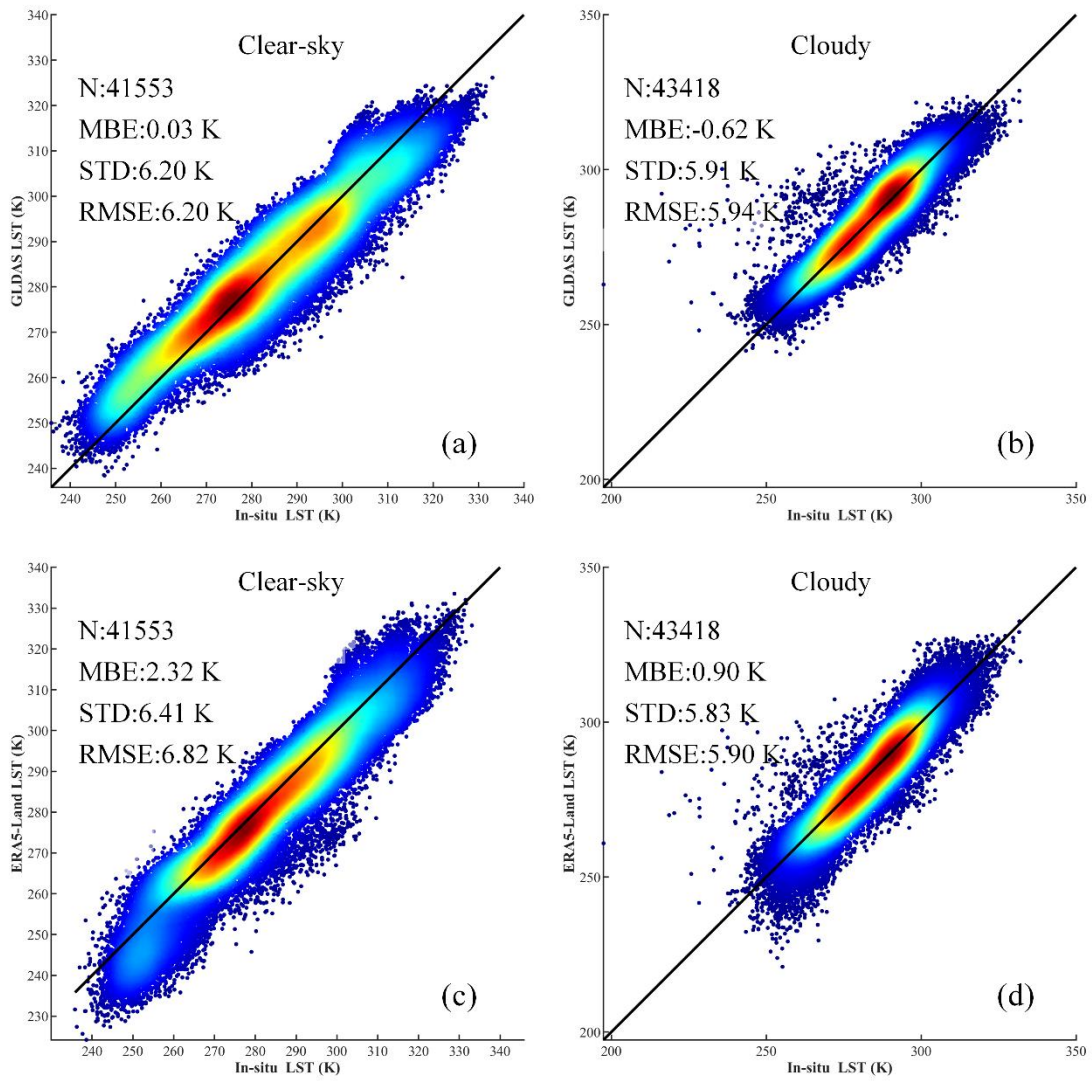 340
330
320
310
300
290
280
270
260
250
240
GLDAS LST (K)
Clear-sky
N:41553
MBE:0.03 K
STD:6.20 K
RMSE:6.20 K
(a)
240 250 260 270 280 290 300 310 320 330 340
In-situ LST (K)
350
300
250
200
GLDAS LST (K)
Cloudy
N:43418
MBE:-0.62 K
STD:5.91 K
RMSE:5.94 K
(b)
200 250 300 350
In-situ LST (K)
340
330
320
310
300
290
280
270
260
250
240
230
ERA5-Land LST (K)
Clear-sky
N:41553
MBE:2.32 K
STD:6.41 K
RMSE:6.82 K
(c)
240 250 260 270 280 290 300 310 320 330 340
In-situ LST (K)
350
300
250
200
ERA5-Land LST (K)
Cloudy
N:43418
MBE:0.90 K
STD:5.83 K
RMSE:5.90 K
(d)
200 250 300 350
In-situ LST (K)